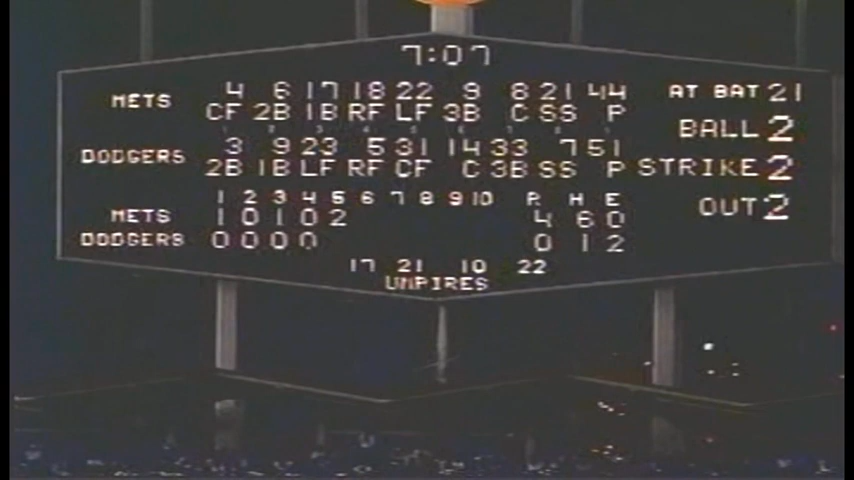 7:07
METS 4 6 17 18 22 9 8 21 44 AT BAT 21
CF 2B 1B RF LF 3B C SS P BALL 2
DODGERS 3 9 23 5 31 14 33 7 51
2B 1B LF RF CF C 3B SS P STRIKE 2
1 2 3 4 5 6 7 8 9 10 R H E OUT 2
METS 1 0 1 0 2 4 6 0
DODGERS 0 0 0 0 0 1 2
17 21 10 22
UMPIRES